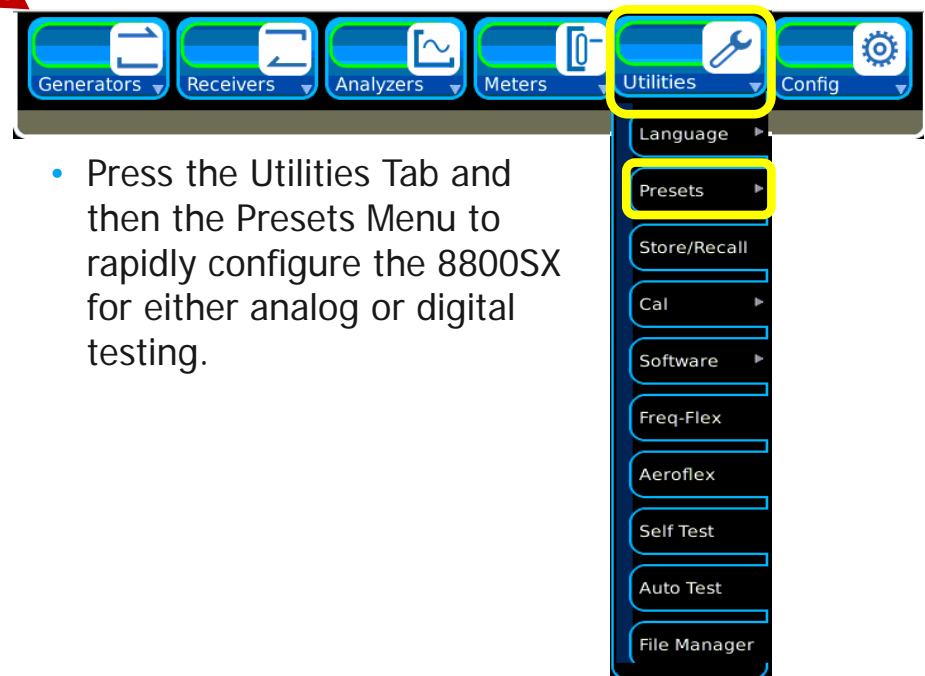 Generators Receivers Analyzers Meters Utilities Config
Language
• Press the Utilities Tab and
then the Presets Menu to
rapidly configure the 8800SX
for either analog or digital
testing.
Presets
Store/Recall
Cal
Software
Freq-Flex
Aeroflex
Self Test
Auto Test
File Manager